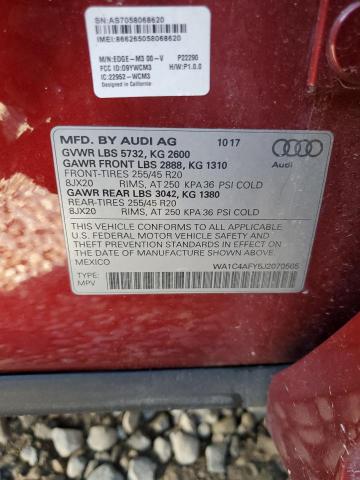 SN:AS7058068620
IMEI:866265058068620
M/N:EDGE-M3 00-V P22290
FCC ID:O9YWCM3 H/W:P1.0.0
IC:22952-WCM3
Designed in California
MFD. BY AUDI AG 10 17
GVWR LBS 5732, KG 2600
GAWR FRONT LBS 2888, KG 1310
Audi
FRONT-TIRES 255/45 R20
8JX20 RIMS, AT 250 KPA 36 PSI COLD
GAWR REAR LBS 3042, KG 1380
REAR-TIRES 255/45 R20
8JX20 RIMS, AT 250 KPA 36 PSI COLD
THIS VEHICLE CONFORMS TO ALL APPLICABLE
U.S. FEDERAL MOTOR VEHICLE SAFETY AND
THEFT PREVENTION STANDARDS IN EFFECT ON
THE DATE OF MANUFACTURE SHOWN ABOVE.
MEXICO WA1C4AFY5J2070565
TYPE:
MPV